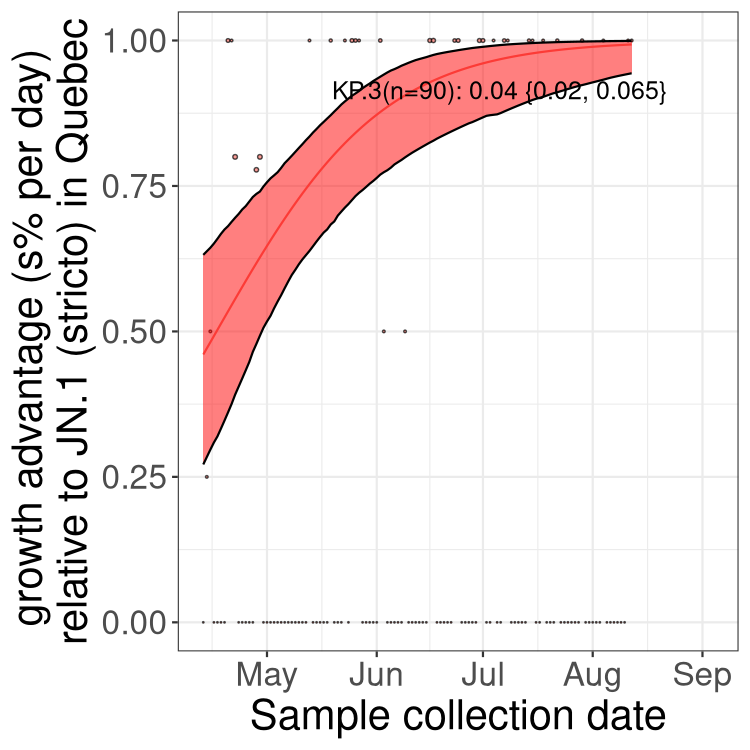 growth advantage (s% per day)
relative to JN.1 (stricto) in Quebec
1.00
0.75
0.50
0.25
0.00
KP.3(n=90): 0.04 {0.02, 0.065}
May Jun Jul Aug Sep
Sample collection date